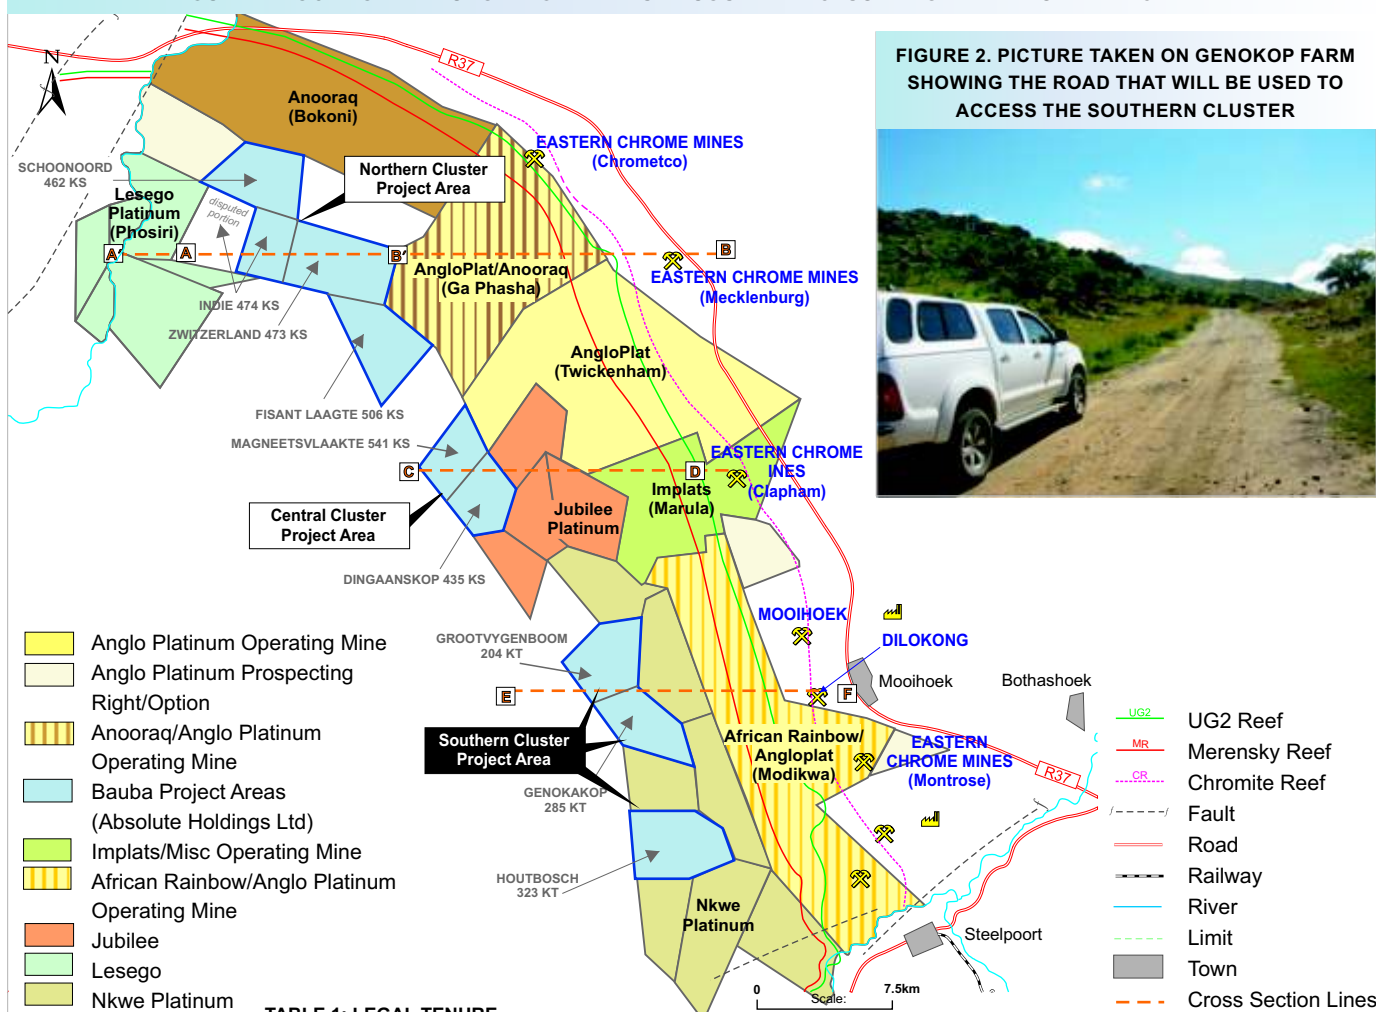 FIGURE 2. PICTURE TAKEN ON GENOKOP FARM
SHOWING THE ROAD THAT WILL BE USED TO
ACCESS THE SOUTHERN CLUSTER
N
R37
Anooraq
(Bokoni)
EASTERN CHROME MINES
(Chrometco)
SCHOONOORD
462 KS
Northern Cluster
Project Area
Lesego
Platinum
(Phosiri)
disputed
portion
A'
A
B'
B
AngloPlat/Anooraq
(Ga Phasha)
EASTERN CHROME MINES
(Mecklenburg)
INDIE 474 KS
ZWITZERLAND 473 KS
AngloPlat
(Twickenham)
FISANT LAAGTE 506 KS
MAGNEETSVLAAKTE 541 KS
EASTERN CHROME
INES
(Clapham)
C
D
Implats
(Marula)
Central Cluster
Project Area
Jubilee
Platinum
DINGAANSKOP 435 KS
MOOIHOEK
DILOKONG
GROOTVYGENBOOM
204 KT
Mooihoek
Bothashoek
E
F
Southern Cluster
Project Area
African Rainbow/
Angloplat
(Modikwa)
EASTERN
CHROME MINES
(Montrose)
R37
GENOKAKOP
285 KT
HOUTBOSCH
323 KT
Nkwe
Platinum
Steelpoort
0
7.5km
Scale:
Anglo Platinum Operating Mine
Anglo Platinum Prospecting
Right/Option
Anooraq/Anglo Platinum
Operating Mine
Bauba Project Areas
(Absolute Holdings Ltd)
Implats/Misc Operating Mine
African Rainbow/Anglo Platinum
Operating Mine
Jubilee
Lesego
Nkwe Platinum
UG2
UG2 Reef
MR
Merensky Reef
CR
Chromite Reef
Fault
Road
Railway
River
Limit
Town
Cross Section Lines
TABLE 1: LEGAL TENURE